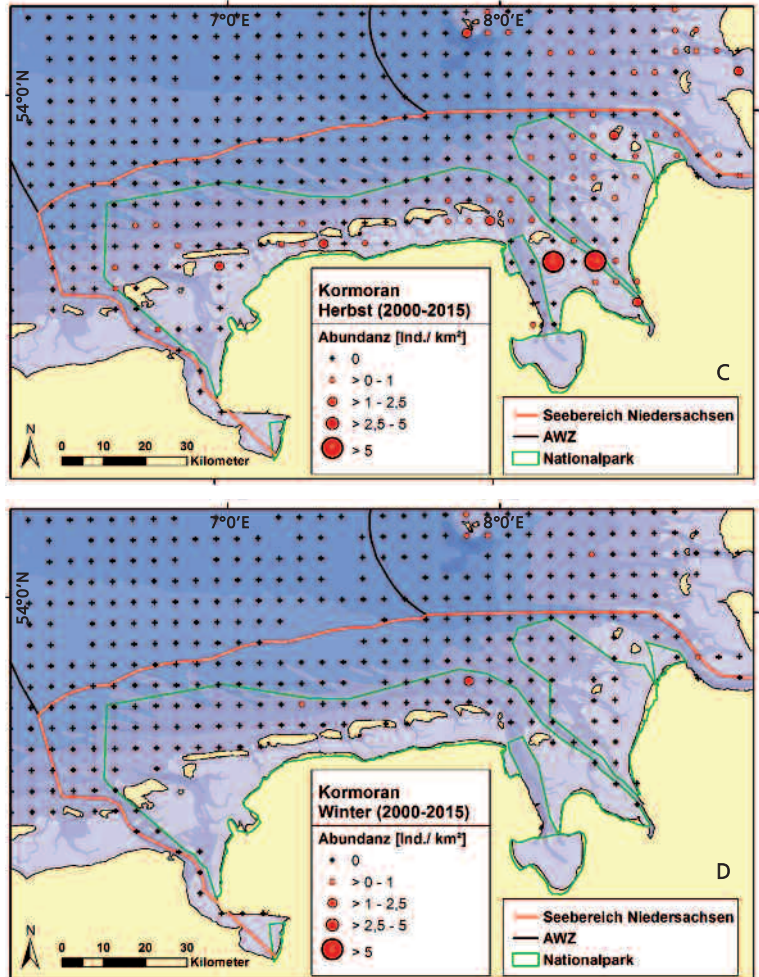 7°0'E 8°0'E
54°0'N
Kormoran
Herbst (2000-2015)
Abundanz [Ind./ km²]
0
> 0 - 1
> 1 - 2,5
> 2,5 - 5
> 5
C
Seebereich Niedersachsen
AWZ
Nationalpark
N
0 10 20 30
Kilometer
7°0'E 8°0'E
54°0'N
Kormoran
Winter (2000-2015)
Abundanz [Ind./ km²]
0
> 0 - 1
> 1 - 2,5
> 2,5 - 5
> 5
D
Seebereich Niedersachsen
AWZ
Nationalpark
N
0 10 20 30
Kilometer